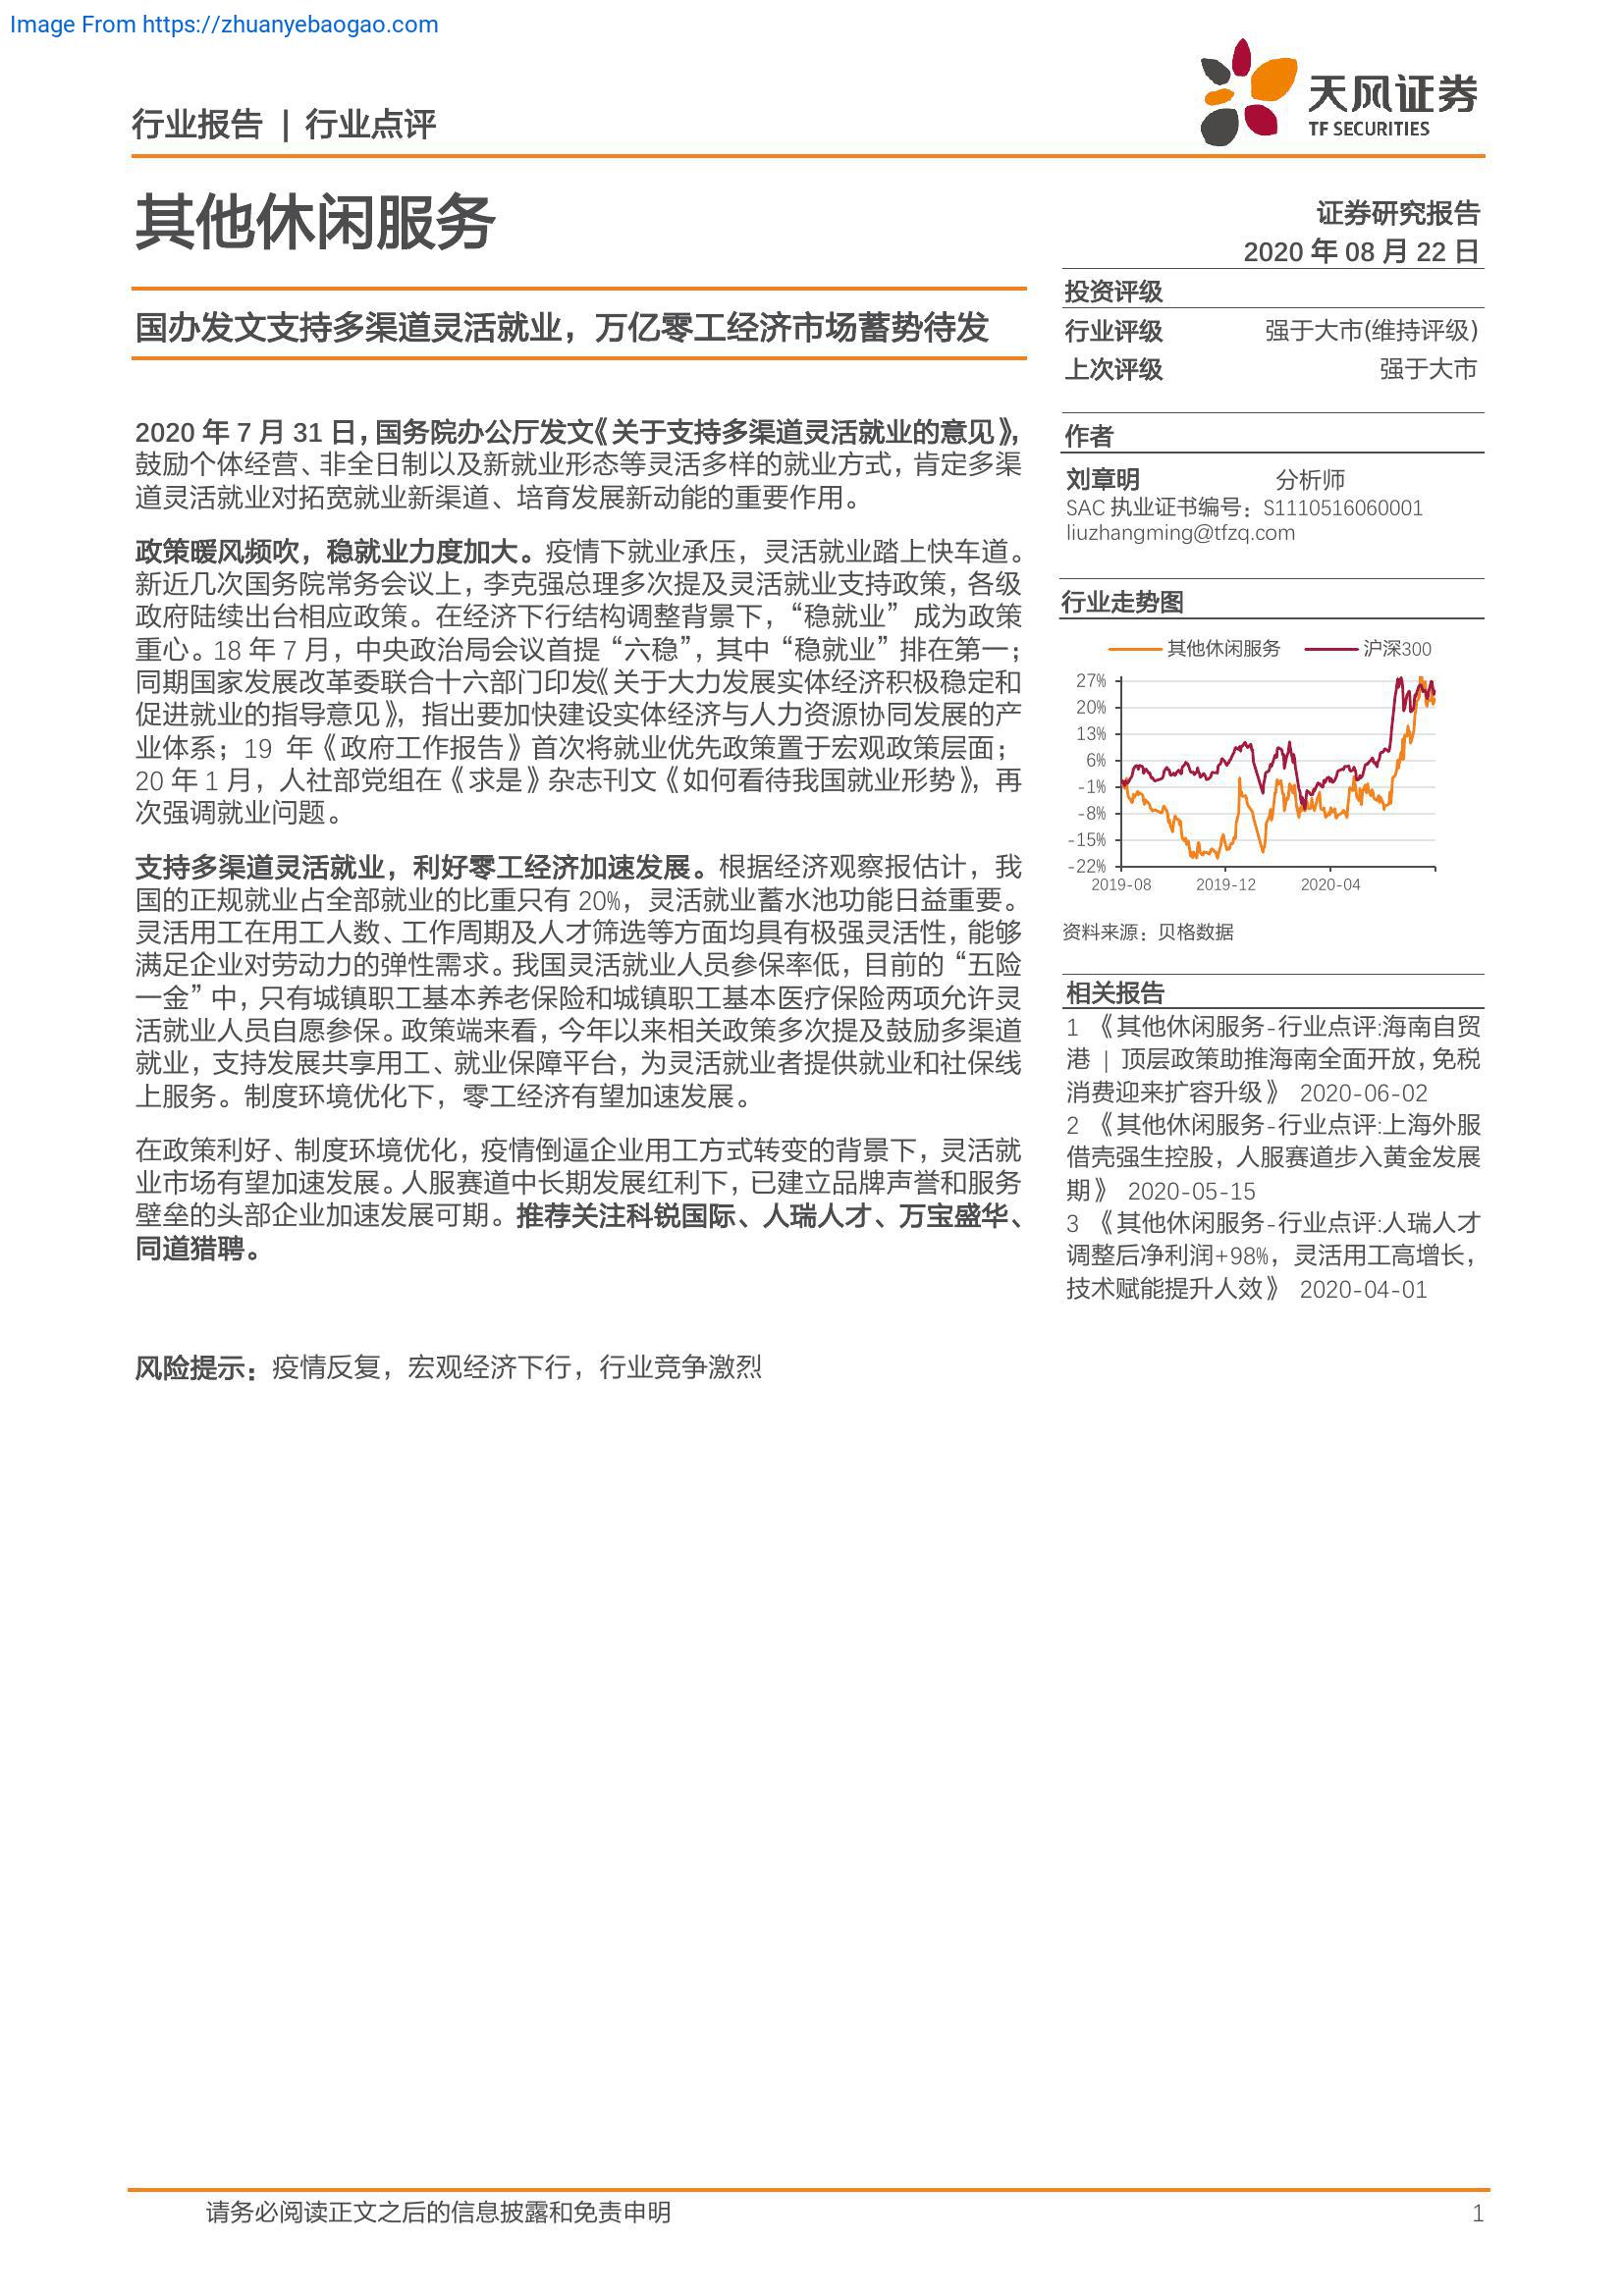 Image From https://zhuanyebaogao.com
行业报告 | 行业点评
天风证券
TF SECURITIES
其他休闲服务
国办发文支持多渠道灵活就业，万亿零工经济市场蓄势待发
2020 年 7 月 31 日，国务院办公厅发文《关于支持多渠道灵活就业的意见》，
鼓励个体经营、非全日制以及新就业形态等灵活多样的就业方式，肯定多渠
道灵活就业对拓宽就业新渠道、培育发展新动能的重要作用。
政策暖风频吹，稳就业力度加大。疫情下就业承压，灵活就业踏上快车道。
新近几次国务院常务会议上，李克强总理多次提及灵活就业支持政策，各级
政府陆续出台相应政策。在经济下行结构调整背景下，“稳就业” 成为政策
重心。18 年 7 月，中央政治局会议首提“六稳”，其中“稳就业”排在第一；
同期国家发展改革委联合十六部门印发《关于大力发展实体经济积极稳定和
促进就业的指导意见》，指出要加快建设实体经济与人力资源协同发展的产
业体系；19 年《政府工作报告》首次将就业优先政策置于宏观政策层面；
20 年 1 月，人社部党组在《求是》杂志刊文《如何看待我国就业形势》，再
次强调就业问题。
支持多渠道灵活就业，利好零工经济加速发展。根据经济观察报估计，我
国的正规就业占全部就业的比重只有 20%，灵活就业蓄水池功能日益重要。
灵活用工在用工人数、工作周期及人才筛选等方面均具有极强灵活性，能够
满足企业对劳动力的弹性需求。我国灵活就业人员参保率低，目前的“五险
一金”中，只有城镇职工基本养老保险和城镇职工基本医疗保险两项允许灵
活就业人员自愿参保。政策端来看，今年以来相关政策多次提及鼓励多渠道
就业，支持发展共享用工、就业保障平台，为灵活就业者提供就业和社保线
上服务。制度环境优化下，零工经济有望加速发展。
在政策利好、制度环境优化，疫情倒逼企业用工方式转变的背景下，灵活就
业市场有望加速发展。人服赛道中长期发展红利下，已建立品牌声誉和服务
壁垒的头部企业加速发展可期。推荐关注科锐国际、人瑞人才、万宝盛华、
同道猎聘。
风险提示：疫情反复，宏观经济下行，行业竞争激烈
证券研究报告
2020 年 08 月 22 日
投资评级
行业评级 强于大市(维持评级)
上次评级 强于大市
作者
刘章明 分析师
SAC 执业证书编号：S1110516060001
liuzhangming@tfzq.com
行业走势图
其他休闲服务 沪深300
27%
20%
13%
6%
-1%
-8%
-15%
-22%
2019-08 2019-12 2020-04
资料来源：贝格数据
相关报告
1 《其他休闲服务-行业点评:海南自贸
港 | 顶层政策助推海南全面开放，免税
消费迎来扩容升级》 2020-06-02
2 《其他休闲服务-行业点评:上海外服
借壳强生控股，人服赛道步入黄金发展
期》 2020-05-15
3 《其他休闲服务-行业点评:人瑞人才
调整后净利润+98%，灵活用工高增长，
技术赋能提升人效》 2020-04-01
请务必阅读正文之后的信息披露和免责申明 1